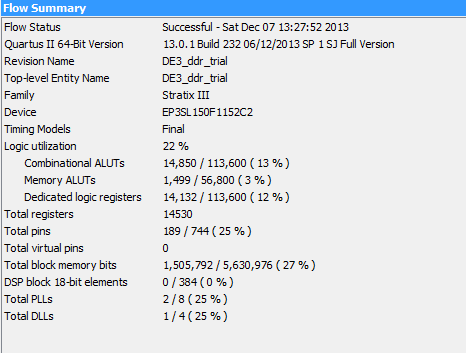 Flow Summary
Flow Status Successful - Sat Dec 07 13:27:52 2013
Quartus II 64-Bit Version 13.0.1 Build 232 06/12/2013 SP 1 SJ Full Version
Revision Name DE3_ddr_trial
Top-level Entity Name DE3_ddr_trial
Family Stratix III
Device EP3SL150F1152C2
Timing Models Final
Logic utilization 22 %
Combinational ALUTs 14,850 / 113,600 ( 13 % )
Memory ALUTs 1,499 / 56,800 ( 3 % )
Dedicated logic registers 14,132 / 113,600 ( 12 % )
Total registers 14530
Total pins 189 / 744 ( 25 % )
Total virtual pins 0
Total block memory bits 1,505,792 / 5,630,976 ( 27 % )
DSP block 18-bit elements 0 / 384 ( 0 % )
Total PLLs 2 / 8 ( 25 % )
Total DLLs 1 / 4 ( 25 % )